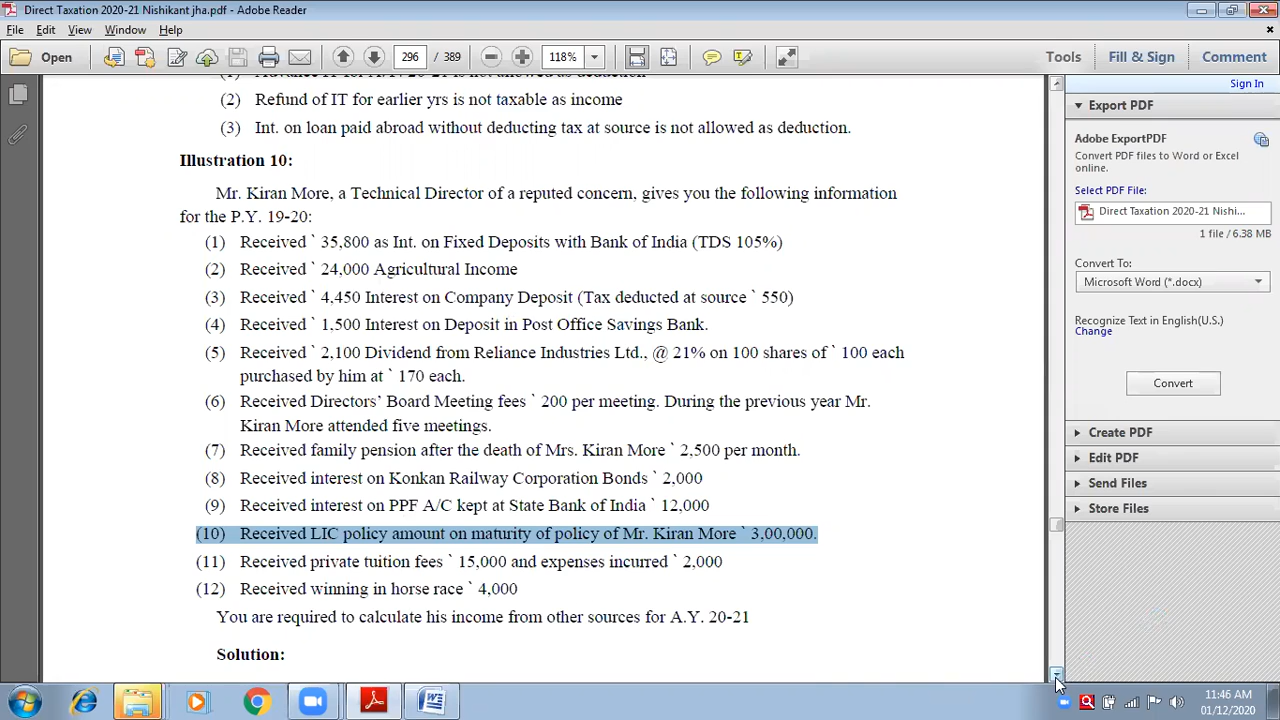 Direct Taxation 2020-21 Nishikant jha.pdf - Adobe Reader
File Edit View Window Help
Open 296 / 389 118% Tools Fill & Sign Comment
Sign In
(2) Refund of IT for earlier yrs is not taxable as income
(3) Int. on loan paid abroad without deducting tax at source is not allowed as deduction.
Illustration 10:
Mr. Kiran More, a Technical Director of a reputed concern, gives you the following information
for the P.Y. 19-20:
(1) Received ` 35,800 as Int. on Fixed Deposits with Bank of India (TDS 105%)
(2) Received ` 24,000 Agricultural Income
(3) Received ` 4,450 Interest on Company Deposit (Tax deducted at source ` 550)
(4) Received ` 1,500 Interest on Deposit in Post Office Savings Bank.
(5) Received ` 2,100 Dividend from Reliance Industries Ltd., @ 21% on 100 shares of ` 100 each
purchased by him at ` 170 each.
(6) Received Directors’ Board Meeting fees ` 200 per meeting. During the previous year Mr.
Kiran More attended five meetings.
(7) Received family pension after the death of Mrs. Kiran More ` 2,500 per month.
(8) Received interest on Konkan Railway Corporation Bonds ` 2,000
(9) Received interest on PPF A/C kept at State Bank of India ` 12,000
(10) Received LIC policy amount on maturity of policy of Mr. Kiran More ` 3,00,000.
(11) Received private tuition fees ` 15,000 and expenses incurred ` 2,000
(12) Received winning in horse race ` 4,000
You are required to calculate his income from other sources for A.Y. 20-21
Solution:
Export PDF
Adobe ExportPDF
Convert PDF files to Word or Excel
online.
Select PDF File:
Direct Taxation 2020-21 Nishi...
1 file / 6.38 MB
Convert To:
Microsoft Word (*.docx)
Recognize Text in English(U.S.)
Change
Convert
Create PDF
Edit PDF
Send Files
Store Files
11:46 AM
01/12/2020